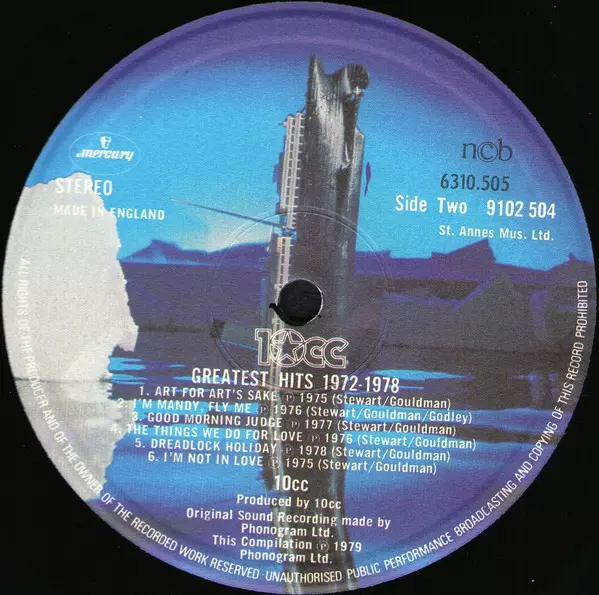 mercury
STEREO
MADE IN ENGLAND
n©b
6310.505
Side Two 9102 504
St. Annes Mus. Ltd.
10cc
GREATEST HITS 1972-1978
1. ART FOR ART'S SAKE ℗ 1975 (Stewart/Gouldman)
2. I'M MANDY, FLY ME ℗ 1976 (Stewart/Gouldman/Godley)
3. GOOD MORNING JUDGE ℗ 1977 (Stewart/Gouldman)
4. THE THINGS WE DO FOR LOVE ℗ 1976 (Stewart/Gouldman)
5. DREADLOCK HOLIDAY ℗ 1978 (Stewart/Gouldman)
6. I'M NOT IN LOVE ℗ 1975 (Stewart/Gouldman)
10cc
Produced by 10cc
Original Sound Recording made by
Phonogram Ltd.
This Compilation ℗ 1979
Phonogram Ltd.
ALL RIGHTS OF THE PRODUCER AND OF THE OWNER OF THE RECORDED WORK RESERVED · UNAUTHORISED PUBLIC PERFORMANCE BROADCASTING AND COPYING OF THIS RECORD PROHIBITED